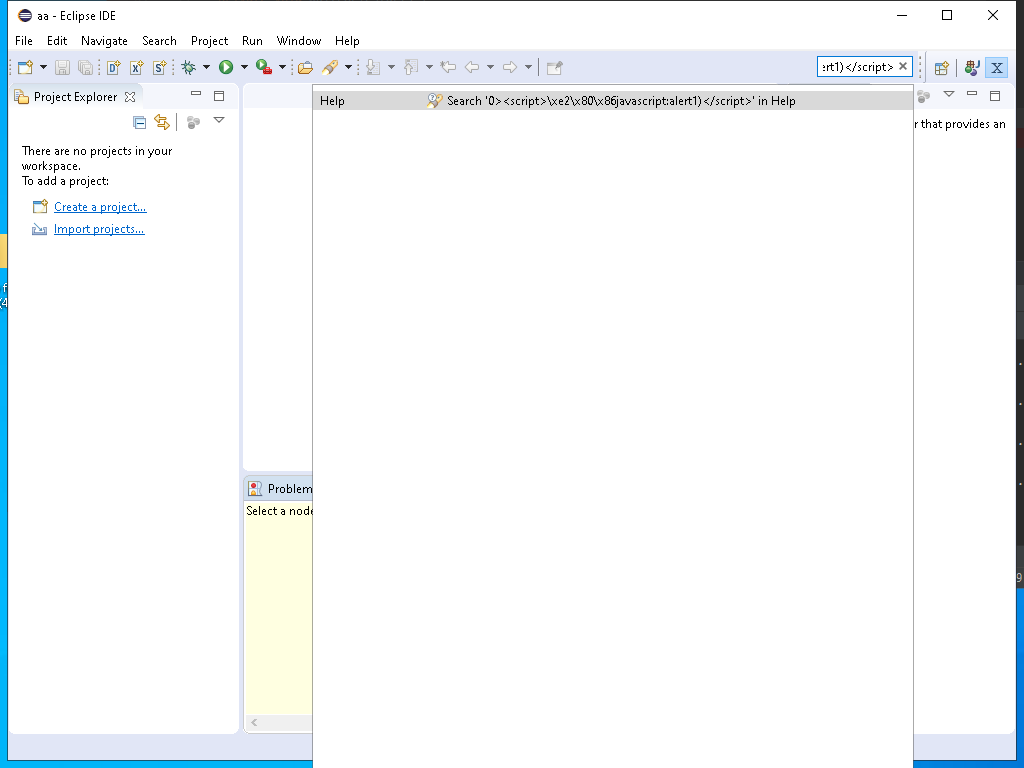 aa - Eclipse IDE
File Edit Navigate Search Project Run Window Help
:rt1)</script>
Project Explorer
Help Search '0><script>\xe2\x80\x86javascript:alert1)</script>' in Help
r that provides an
There are no projects in your
workspace.
To add a project:
Create a project...
Import projects...
Problem
Select a node